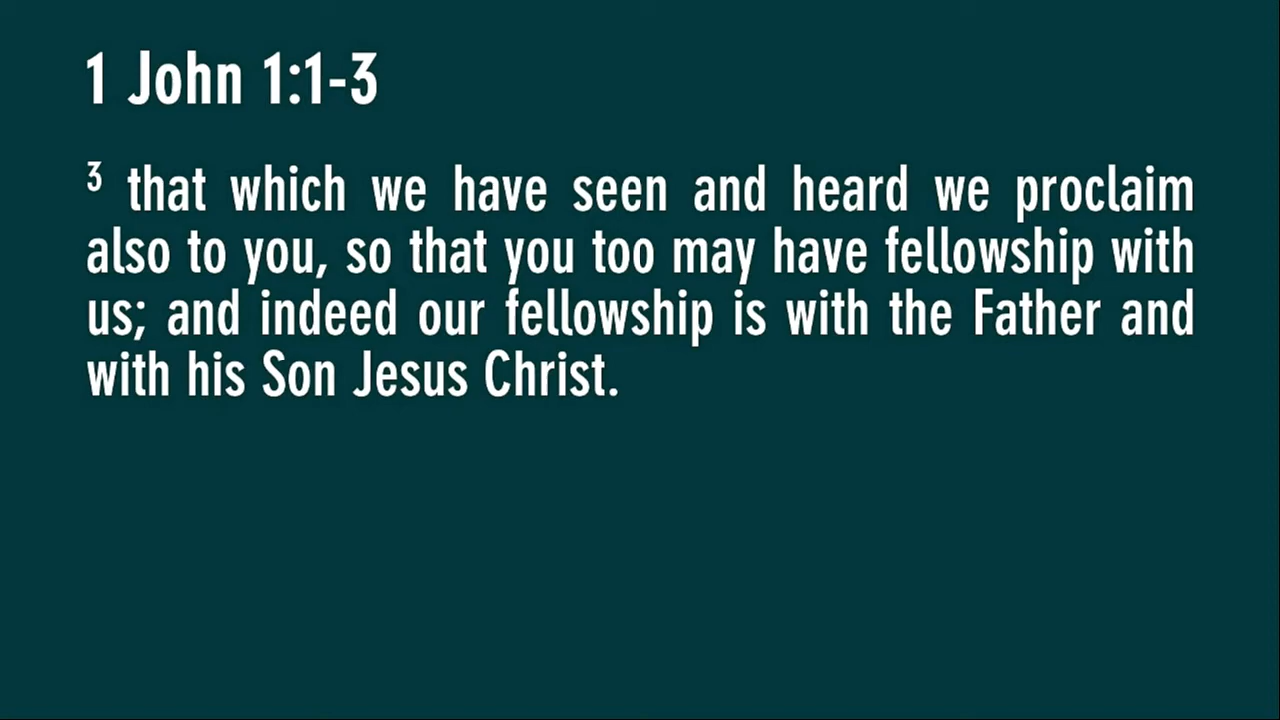 1 John 1:1-3
3 that which we have seen and heard we proclaim
also to you, so that you too may have fellowship with
us; and indeed our fellowship is with the Father and
with his Son Jesus Christ.